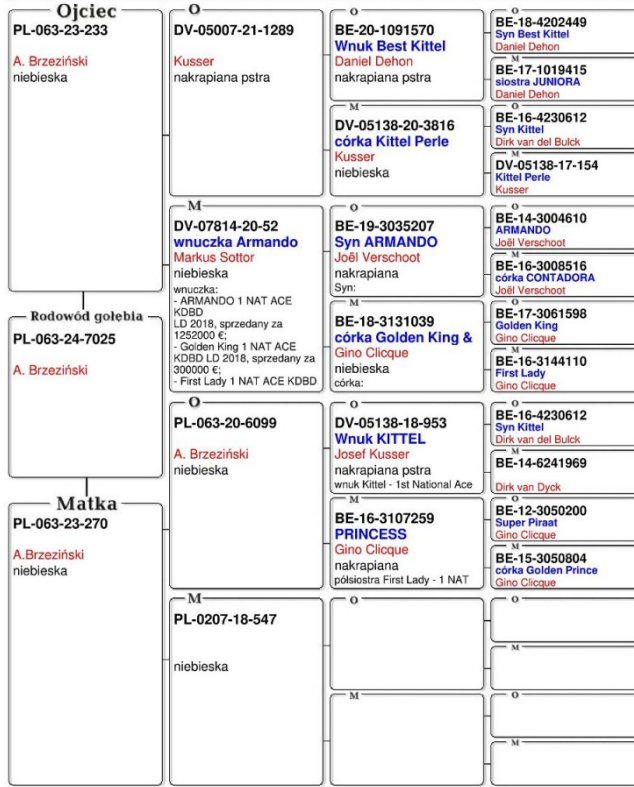 Ojciec
PL-063-23-233
A. Brzeziński
niebieska
Rodowód gołębia
PL-063-24-7025
A. Brzeziński
Matka
PL-063-23-270
A.Brzeziński
niebieska
O
DV-05007-21-1289
Kusser
nakrapiana pstra
M
DV-07814-20-52
wnuczka Armando
Markus Sottor
niebieska
wnuczka:
- ARMANDO 1 NAT ACE
KDBD
LD 2018, sprzedany za
1252000 €;
- Golden King 1 NAT ACE
KDBD LD 2018, sprzedany za
300000 €;
- First Lady 1 NAT ACE KDBD
O
PL-063-20-6099
A. Brzeziński
niebieska
M
PL-0207-18-547
niebieska
O
BE-20-1091570
Wnuk Best Kittel
Daniel Dehon
nakrapiana pstra
M
DV-05138-20-3816
córka Kittel Perle
Kusser
niebieska
O
BE-19-3035207
Syn ARMANDO
Joël Verschoot
nakrapiana
Syn:
M
BE-18-3131039
córka Golden King &
Gino Clicque
niebieska
córka:
O
DV-05138-18-953
Wnuk KITTEL
Josef Kusser
nakrapiana pstra
wnuk Kittel - 1st National Ace
M
BE-16-3107259
PRINCESS
Gino Clicque
nakrapiana
półsiostra First Lady - 1 NAT
O
M
O
BE-18-4202449
Syn Best Kittel
Daniel Dehon
M
BE-17-1019415
siostra JUNIORA
Daniel Dehon
O
BE-16-4230612
Syn Kittel
Dirk van del Bulck
M
DV-05138-17-154
Kittel Perle
Kusser
O
BE-14-3004610
ARMANDO
Joël Verschoot
M
BE-16-3008516
córka CONTADORA
Joël Verschoot
O
BE-17-3061598
Golden King
Gino Clicque
M
BE-16-3144110
First Lady
Gino Clicque
O
BE-16-4230612
Syn Kittel
Dirk van del Bulck
M
BE-14-6241969
Dirk van Dyck
O
BE-12-3050200
Super Piraat
Gino Clicque
M
BE-15-3050804
córka Golden Prince
Gino Clicque
O
M
O
M